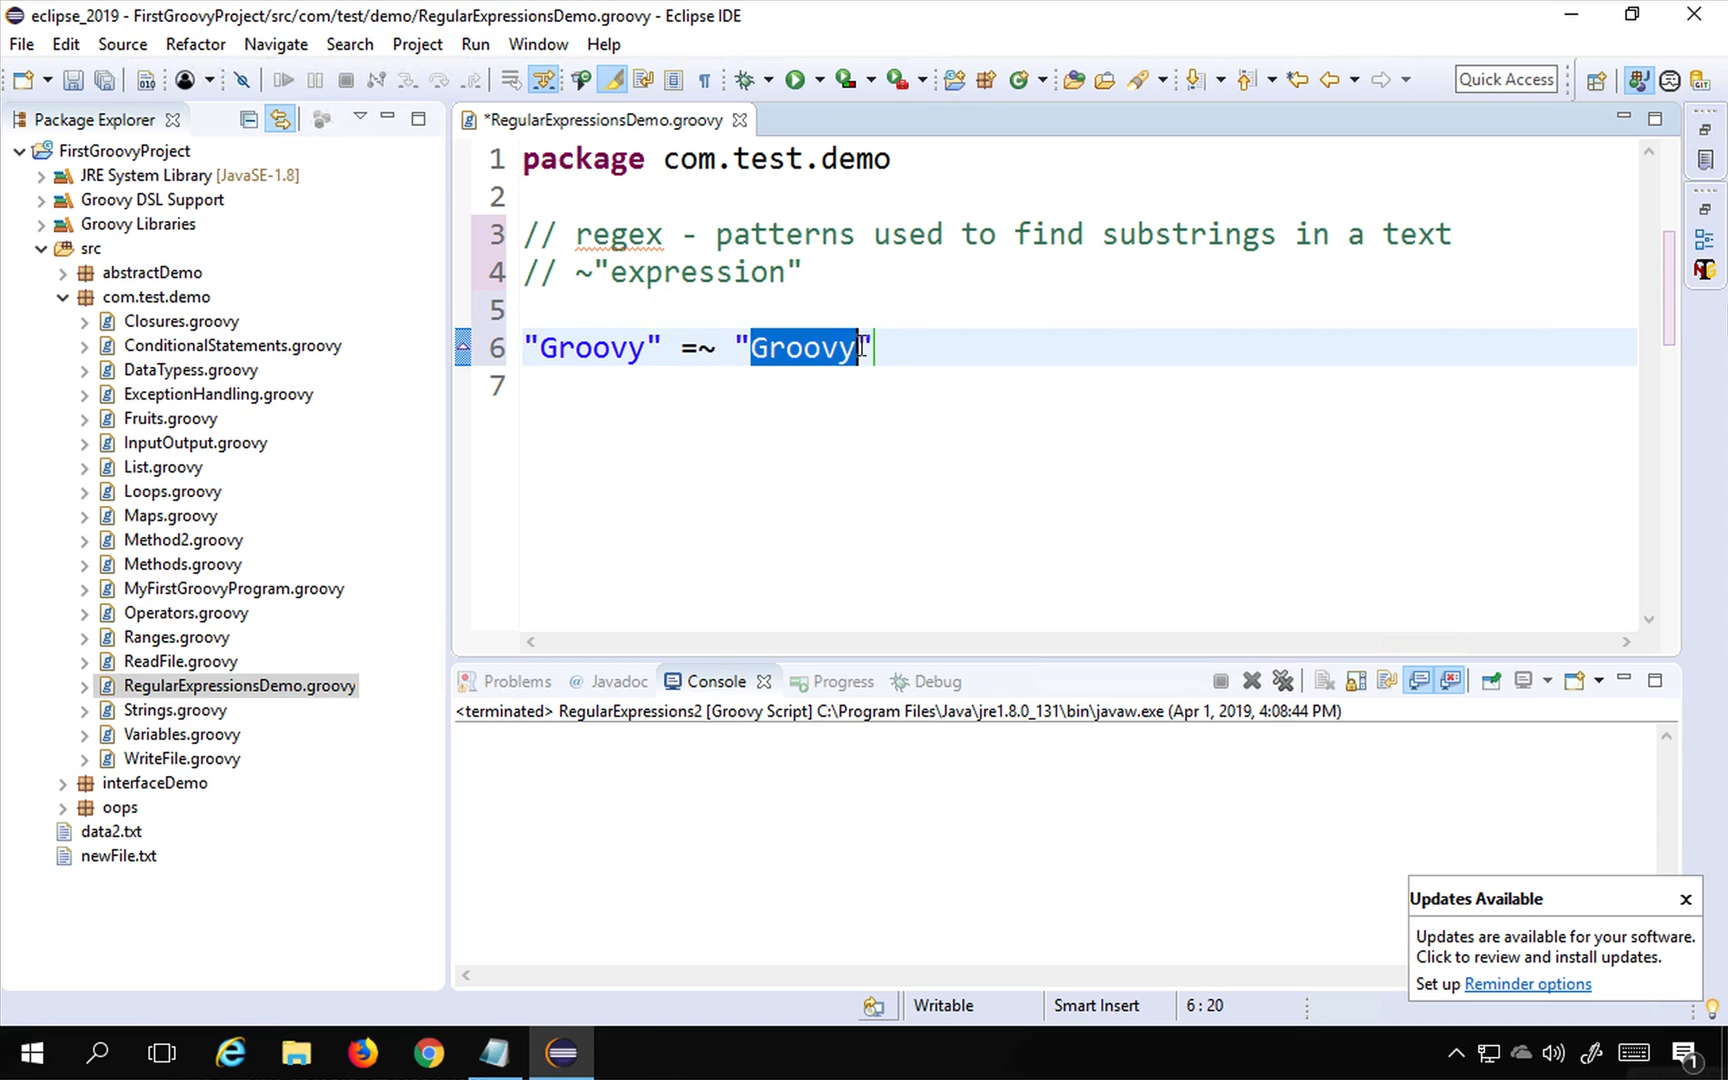 eclipse_2019 - FirstGroovyProject/src/com/test/demo/RegularExpressionsDemo.groovy - Eclipse IDE
File Edit Source Refactor Navigate Search Project Run Window Help
Quick Access
Package Explorer
FirstGroovyProject
JRE System Library [JavaSE-1.8]
Groovy DSL Support
Groovy Libraries
src
abstractDemo
com.test.demo
Closures.groovy
ConditionalStatements.groovy
DataTypess.groovy
ExceptionHandling.groovy
Fruits.groovy
InputOutput.groovy
List.groovy
Loops.groovy
Maps.groovy
Method2.groovy
Methods.groovy
MyFirstGroovyProgram.groovy
Operators.groovy
Ranges.groovy
ReadFile.groovy
RegularExpressionsDemo.groovy
Strings.groovy
Variables.groovy
WriteFile.groovy
interfaceDemo
oops
data2.txt
newFile.txt
*RegularExpressionsDemo.groovy
1 package com.test.demo
2
3 // regex - patterns used to find substrings in a text
4 // ~"expression"
5
6 "Groovy" =~ "Groovy"
7
Problems Javadoc Console Progress Debug
<terminated> RegularExpressions2 [Groovy Script] C:\Program Files\Java\jre1.8.0_131\bin\javaw.exe (Apr 1, 2019, 4:08:44 PM)
Updates Available
Updates are available for your software.
Click to review and install updates.
Set up Reminder options
Writable Smart Insert 6 : 20
1